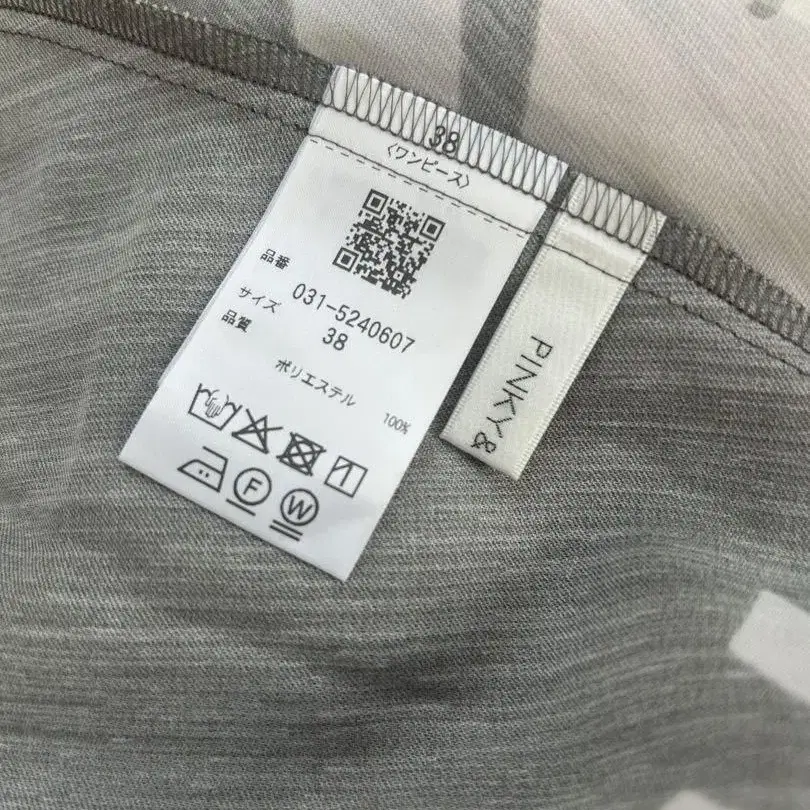 38
〈ワンピース〉
品番
031-5240607
サイズ
38
品質
ポリエステル
100%
F
W
PINKY&